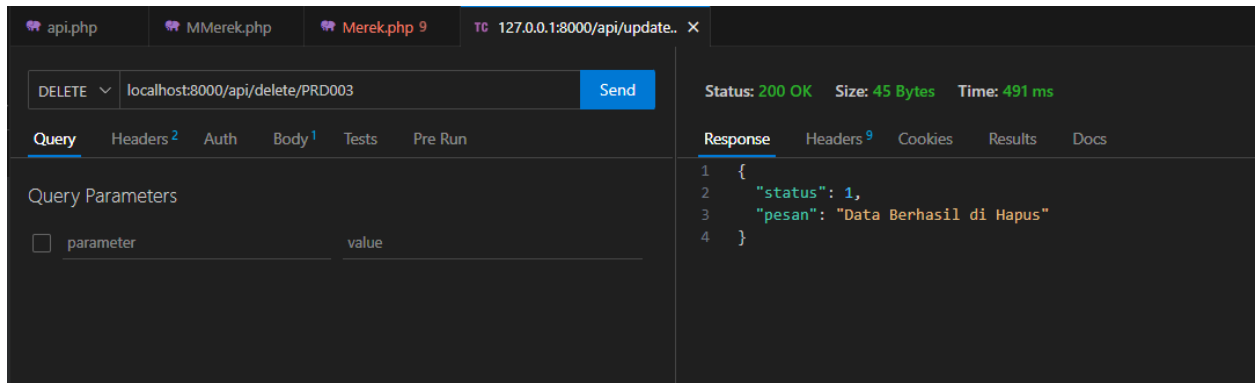 api.php MMerek.php Merek.php 9 TC 127.0.0.1:8000/api/update..
DELETE localhost:8000/api/delete/PRD003 Send
Status: 200 OK Size: 45 Bytes Time: 491 ms
Query Headers 2 Auth Body 1 Tests Pre Run
Response Headers 9 Cookies Results Docs
Query Parameters
parameter value
1 {
2 "status": 1,
3 "pesan": "Data Berhasil di Hapus"
4 }